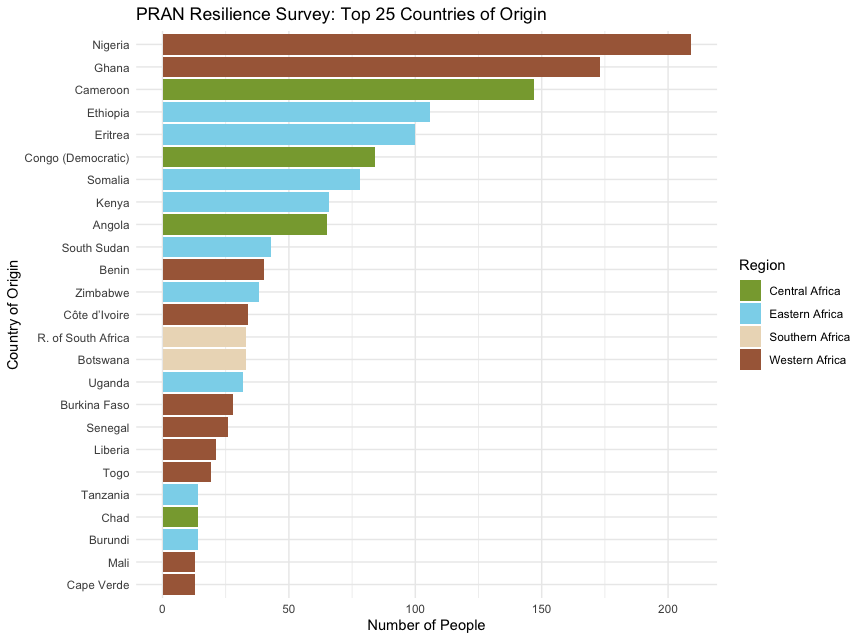 PRAN Resilience Survey: Top 25 Countries of Origin
Nigeria
Ghana
Cameroon
Ethiopia
Eritrea
Congo (Democratic)
Somalia
Kenya
Angola
South Sudan
Benin
Zimbabwe
Côte d'Ivoire
R. of South Africa
Botswana
Uganda
Burkina Faso
Senegal
Liberia
Togo
Tanzania
Chad
Burundi
Mali
Cape Verde
Country of Origin
0 50 100 150 200
Number of People
Region
Central Africa
Eastern Africa
Southern Africa
Western Africa